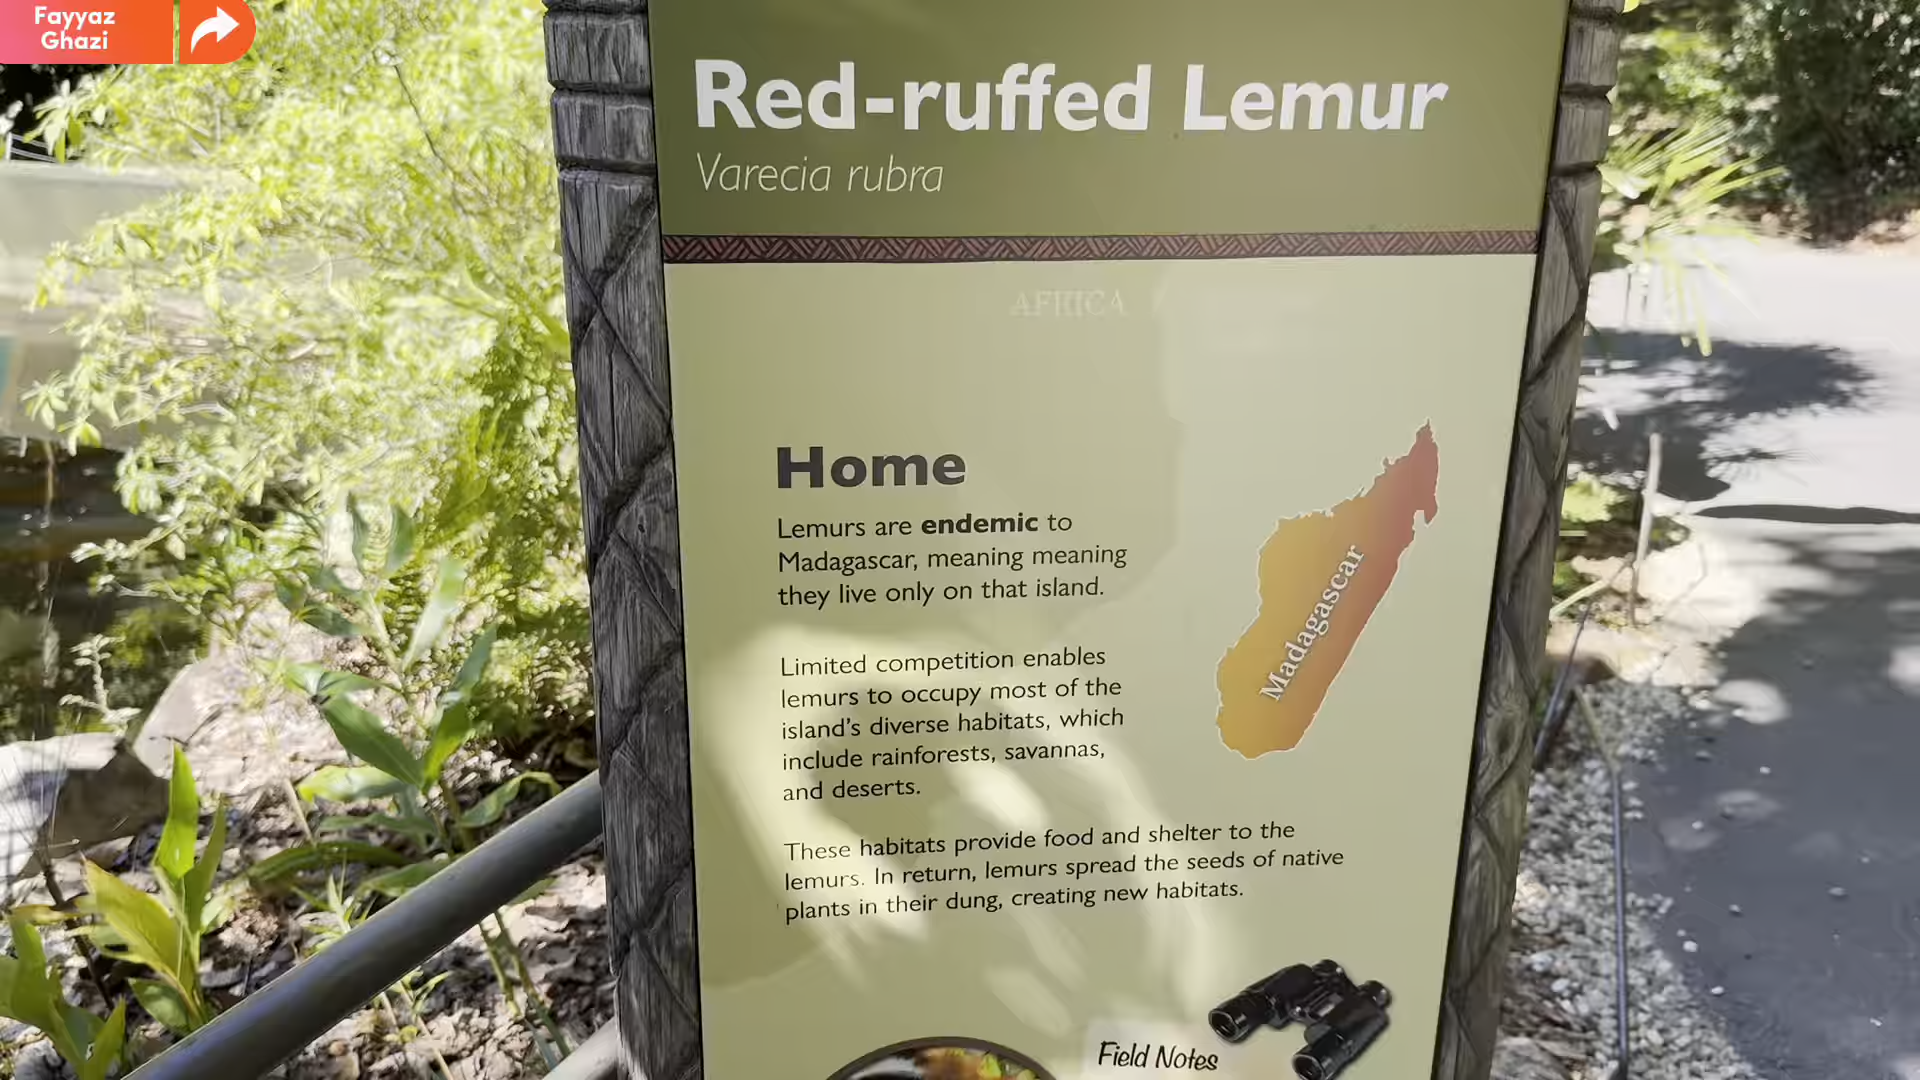 Fayyaz
Ghazi
Red-ruffed Lemur
Varecia rubra
AFRICA
Home
Lemurs are endemic to
Madagascar, meaning meaning
they live only on that island.
Limited competition enables
lemurs to occupy most of the
island's diverse habitats, which
include rainforests, savannas,
and deserts.
Madagascar
These habitats provide food and shelter to the
lemurs. In return, lemurs spread the seeds of native
plants in their dung, creating new habitats.
Field Notes